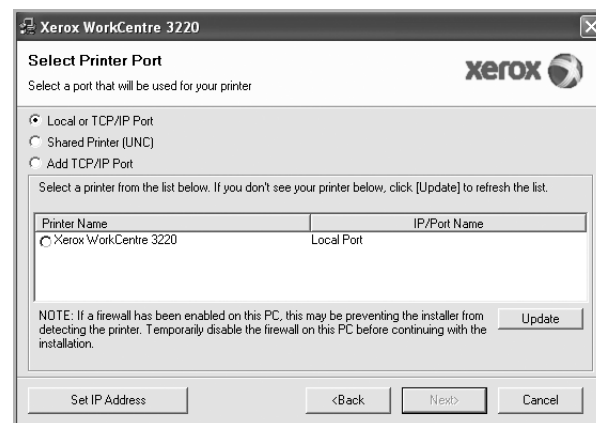 Xerox WorkCentre 3220
Select Printer Port
Select a port that will be used for your printer
xerox
Local or TCP/IP Port
Shared Printer (UNC)
Add TCP/IP Port
Select a printer from the list below. If you don't see your printer below, click [Update] to refresh the list.
Printer Name IP/Port Name
Xerox WorkCentre 3220 Local Port
NOTE: If a firewall has been enabled on this PC, this may be preventing the installer from
detecting the printer. Temporarily disable the firewall on this PC before continuing with the
installation.
Update
Set IP Address <Back Next> Cancel